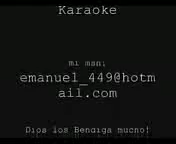 Karaoke
mi msn:
emanuel_449@hotm
ail.com
Dios los Bendiga mucho!